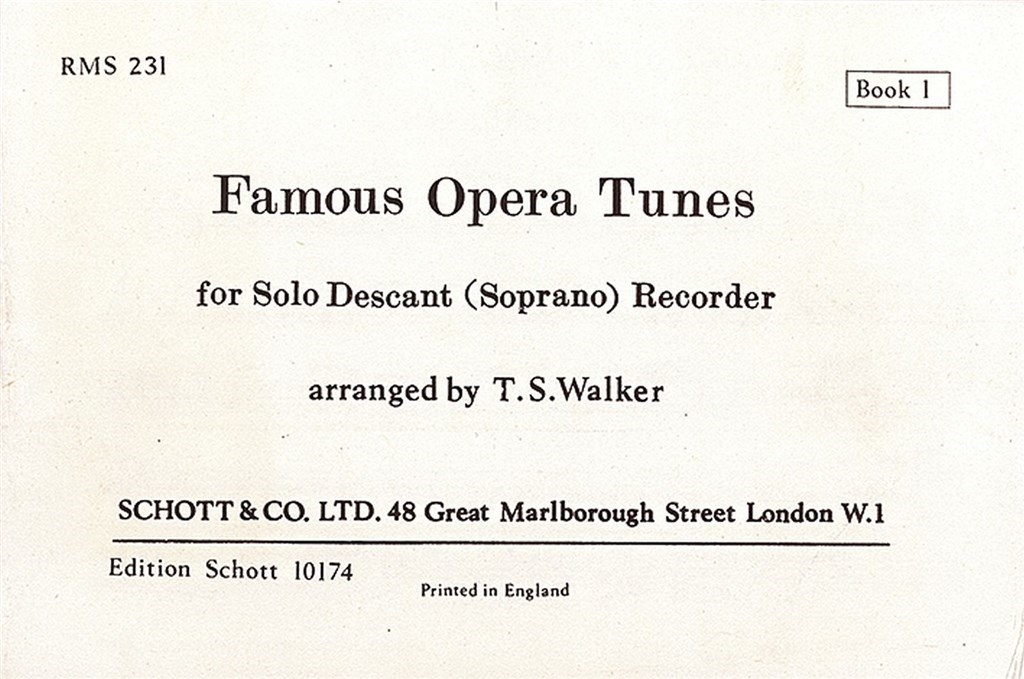 RMS 231
Book 1
Famous Opera Tunes
for Solo Descant (Soprano) Recorder
arranged by T.S.Walker
SCHOTT & CO. LTD. 48 Great Marlborough Street London W.1
Edition Schott 10174
Printed in England